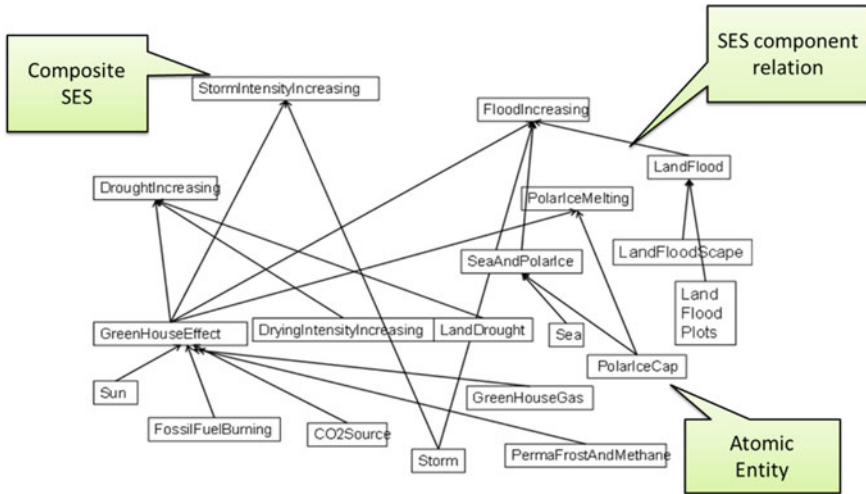 Composite
SES
SES component
relation
StormIntensityIncreasing
FloodIncreasing
LandFlood
DroughtIncreasing
PolarIceMelting
LandFloodScape
SeaAndPolarIce
Land
Flood
Plots
GreenHouseEffect
DryingIntensityIncreasing
LandDrought
Sea
PolarIceCap
Sun
GreenHouseGas
FossilFuelBurning
CO2Source
Storm
PermaFrostAndMethane
Atomic
Entity